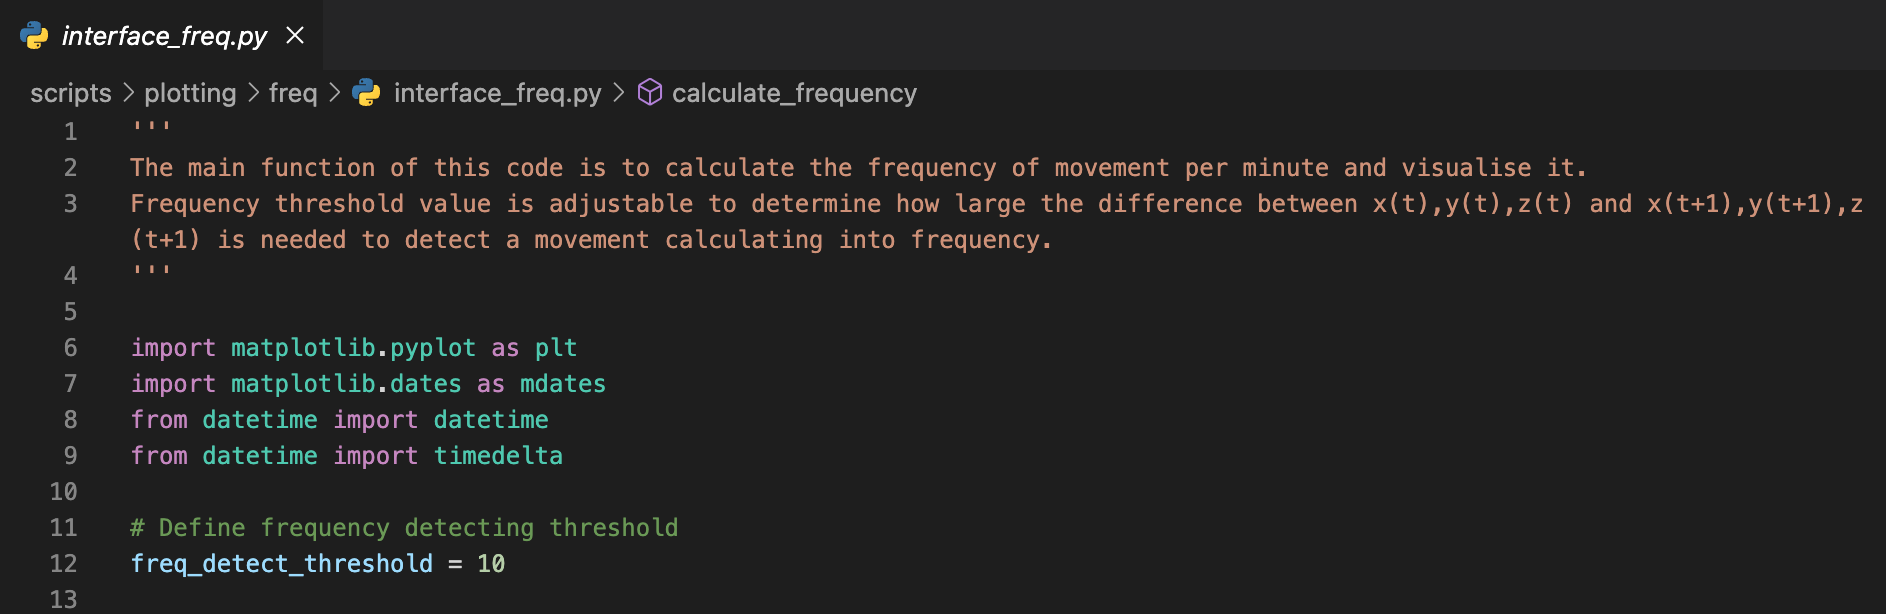 interface_freq.py
scripts > plotting > freq > interface_freq.py > calculate_frequency
1 '''
2 The main function of this code is to calculate the frequency of movement per minute and visualise it.
3 Frequency threshold value is adjustable to determine how large the difference between x(t),y(t),z(t) and x(t+1),y(t+1),z
(t+1) is needed to detect a movement calculating into frequency.
4 '''
5
6 import matplotlib.pyplot as plt
7 import matplotlib.dates as mdates
8 from datetime import datetime
9 from datetime import timedelta
10
11 # Define frequency detecting threshold
12 freq_detect_threshold = 10
13